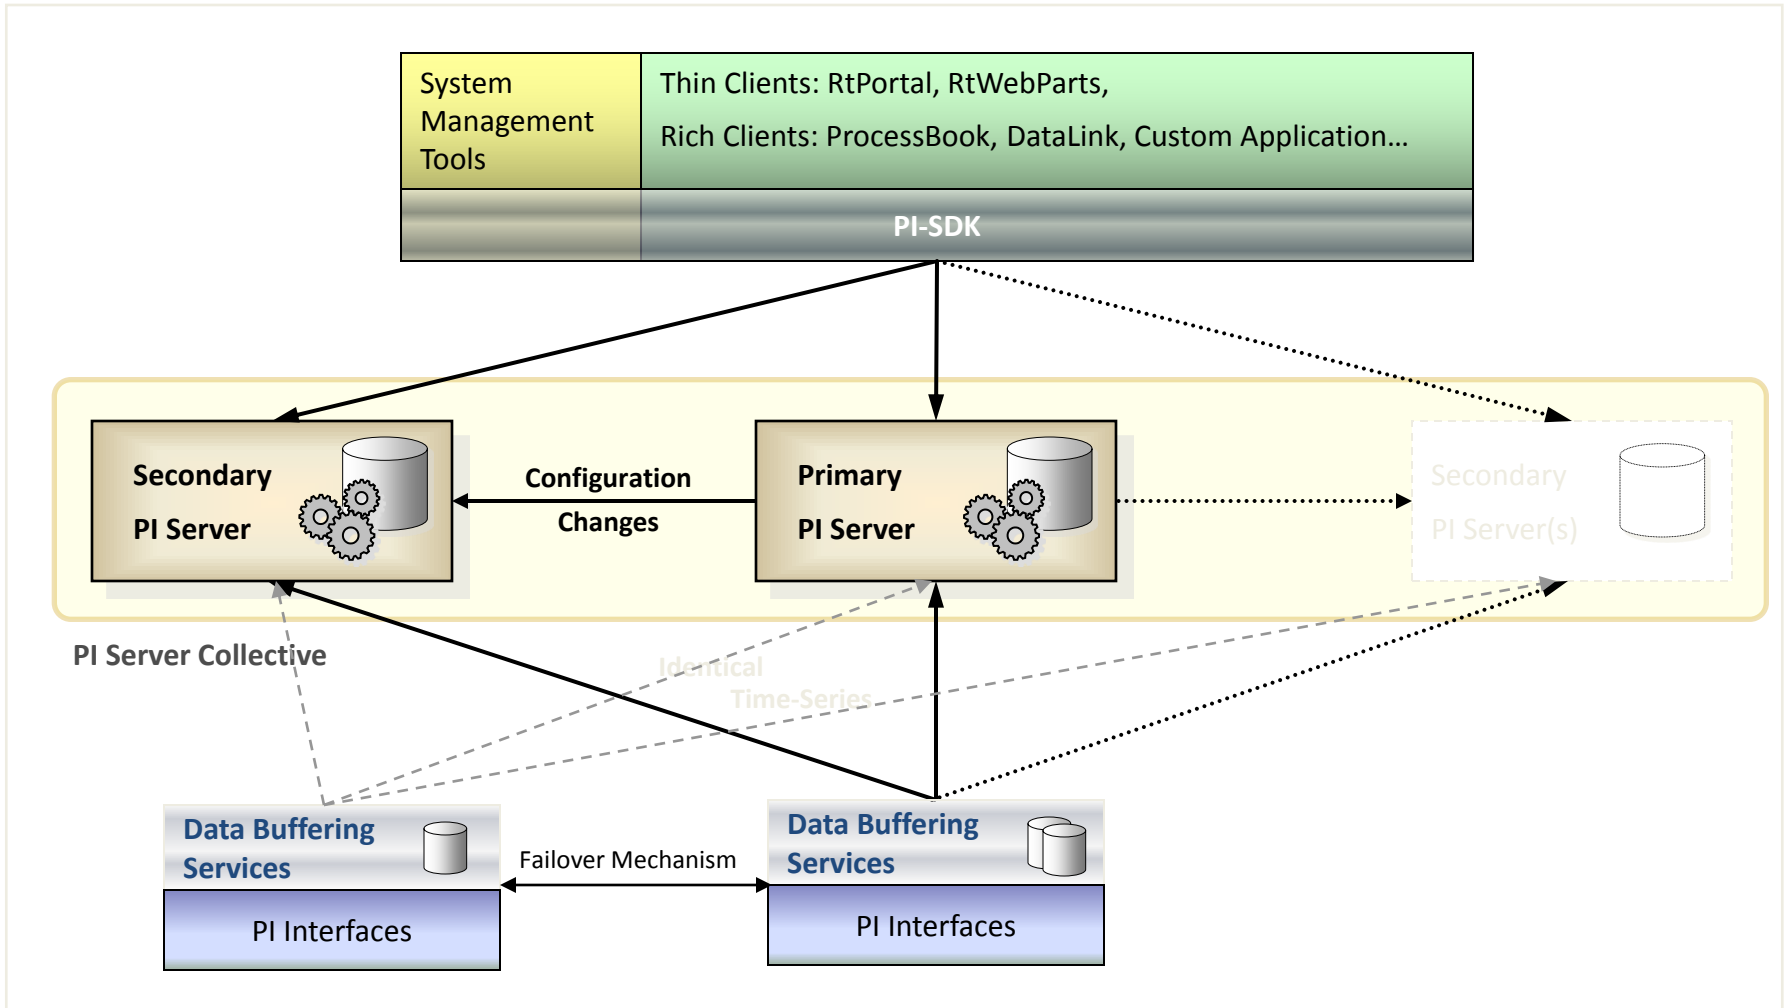 System
Management
Tools
Thin Clients: RtPortal, RtWebParts,
Rich Clients: ProcessBook, DataLink, Custom Application…
PI-SDK
Secondary
PI Server
Configuration
Changes
Primary
PI Server
Secondary
PI Server(s)
PI Server Collective
Identical
Time-Series
Data Buffering
Services
Failover Mechanism
Data Buffering
Services
PI Interfaces
PI Interfaces